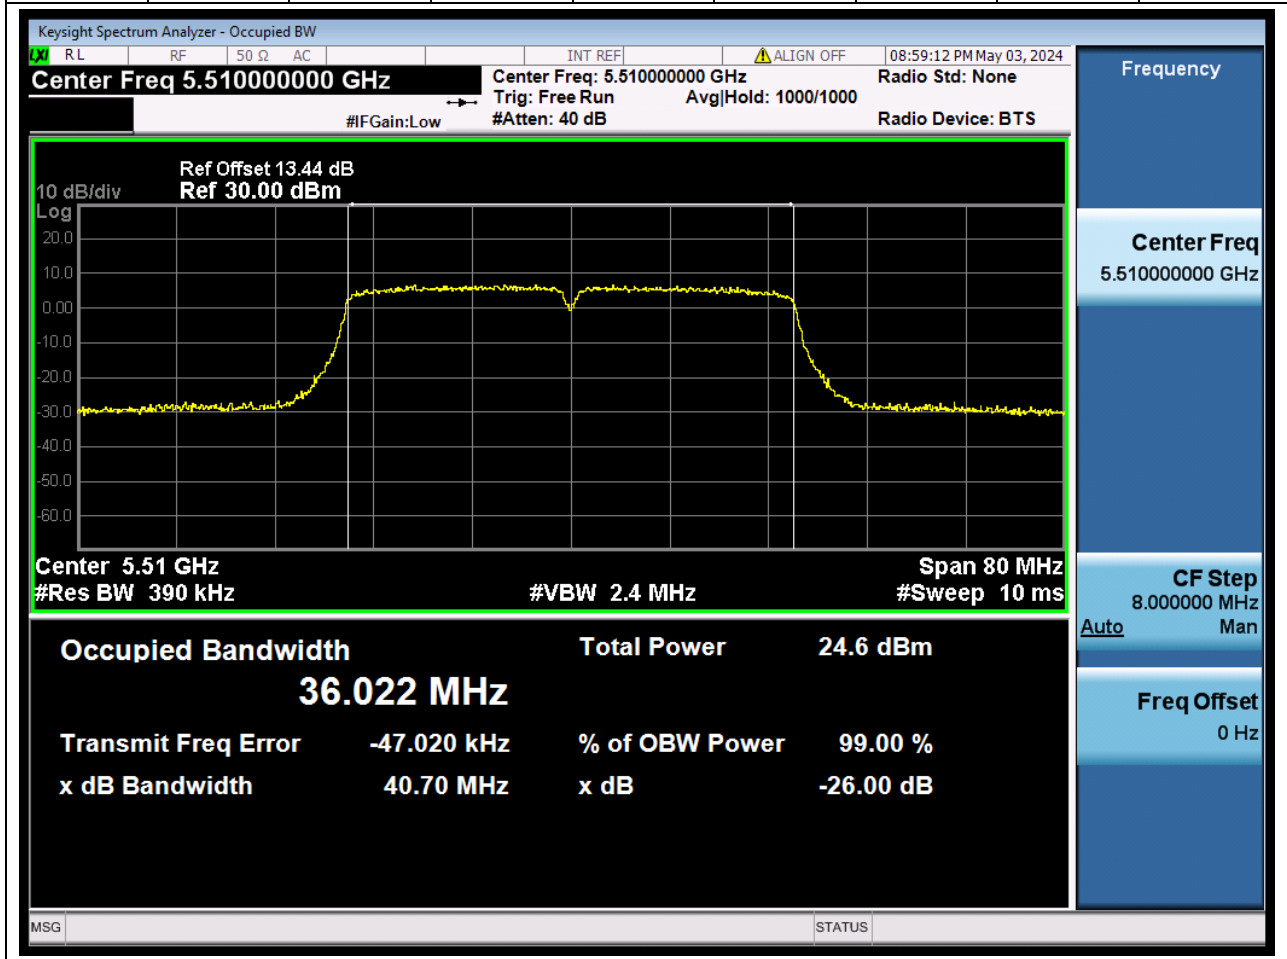 Keysight Spectrum Analyzer - Occupied BW
LXI RL RF 50 Ω AC INT REF ALIGN OFF 08:59:12 PM May 03, 2024
Center Freq 5.510000000 GHz
Center Freq: 5.510000000 GHz Radio Std: None
Trig: Free Run Avg|Hold: 1000/1000
#IFGain:Low #Atten: 40 dB Radio Device: BTS
Ref Offset 13.44 dB
10 dB/div Ref 30.00 dBm
Log
20.0
10.0
0.00
-10.0
-20.0
-30.0
-40.0
-50.0
-60.0
Center 5.51 GHz Span 80 MHz
#Res BW 390 kHz #VBW 2.4 MHz #Sweep 10 ms
Occupied Bandwidth Total Power 24.6 dBm
36.022 MHz
Transmit Freq Error -47.020 kHz % of OBW Power 99.00 %
x dB Bandwidth 40.70 MHz x dB -26.00 dB
MSG STATUS
Frequency
Center Freq
5.510000000 GHz
CF Step
8.000000 MHz
Auto Man
Freq Offset
0 Hz